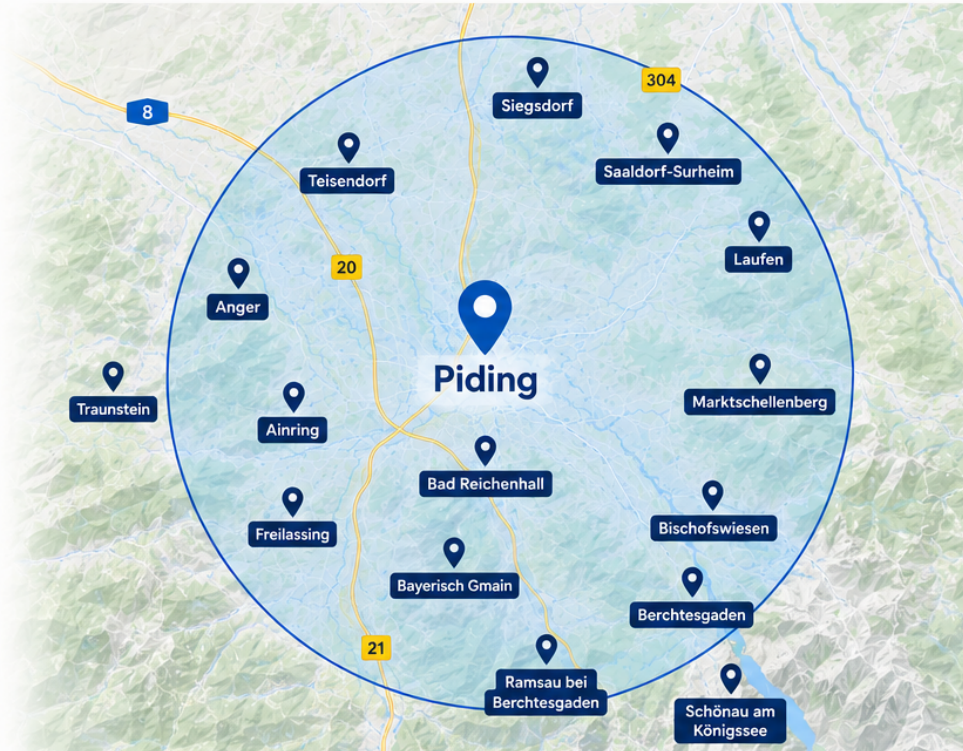 Siegsdorf
304
8
Teisendorf
Saaldorf-Surheim
Laufen
20
Anger
Piding
Traunstein
Ainring
Marktschellenberg
Bad Reichenhall
Freilassing
Bischofswiesen
Bayerisch Gmain
Berchtesgaden
21
Ramsau bei
Berchtesgaden
Schönau am
Königssee